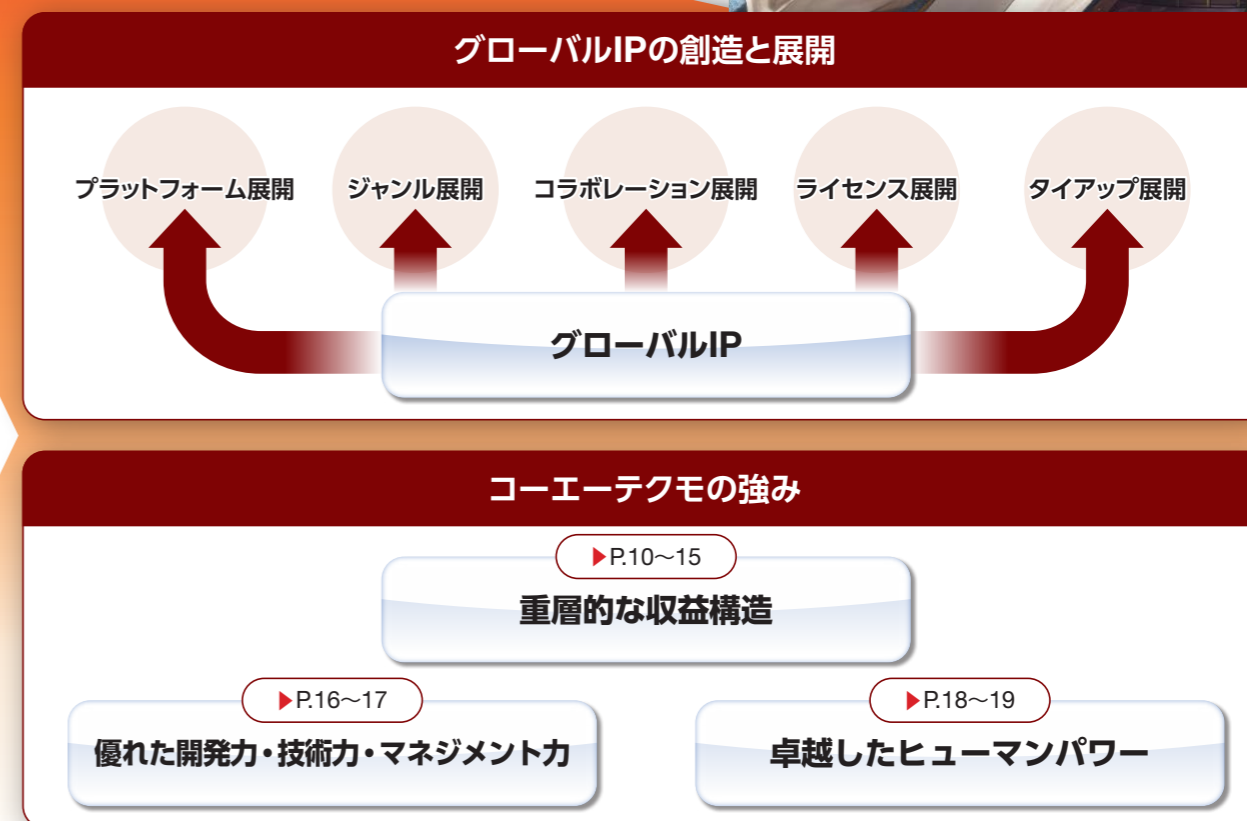 グローバルIPの創造と展開
プラットフォーム展開
ジャンル展開
コラボレーション展開
ライセンス展開
タイアップ展開
グローバルIP
コーエーテクモの強み
▶P.10～15
重層的な収益構造
▶P.16～17
優れた開発力・技術力・マネジメント力
▶P.18～19
卓越したヒューマンパワー